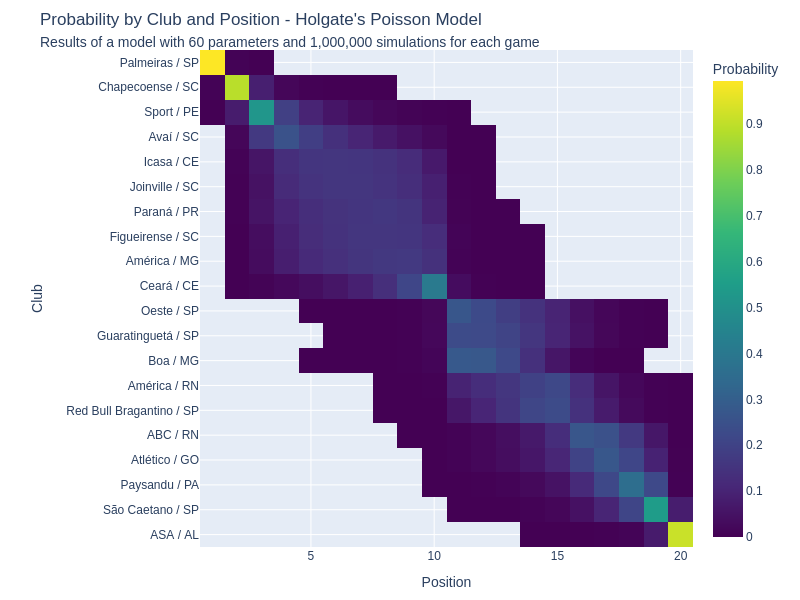 Probability by Club and Position - Holgate's Poisson Model
Results of a model with 60 parameters and 1,000,000 simulations for each game
Probability
Palmeiras / SP
Chapecoense / SC
Sport / PE
Avaí / SC
Icasa / CE
Joinville / SC
Paraná / PR
Figueirense / SC
América / MG
Ceará / CE
Oeste / SP
Guaratinguetá / SP
Boa / MG
América / RN
Red Bull Bragantino / SP
ABC / RN
Atlético / GO
Paysandu / PA
São Caetano / SP
ASA / AL
Club
5 10 15 20
Position
0.9
0.8
0.7
0.6
0.5
0.4
0.3
0.2
0.1
0